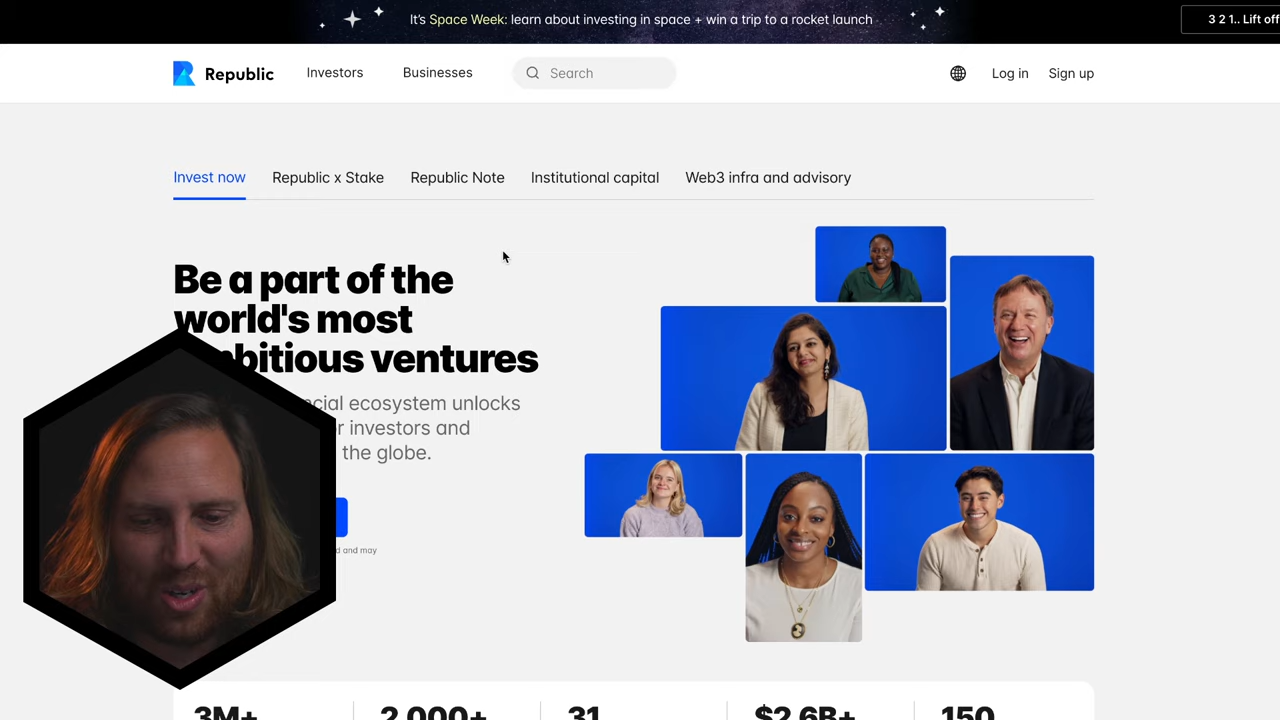 It's Space Week: learn about investing in space + win a trip to a rocket launch
3 2 1.. Lift off
Republic
Investors
Businesses
Search
Log in
Sign up
Invest now
Republic x Stake
Republic Note
Institutional capital
Web3 infra and advisory
Be a part of the
world's most
ambitious ventures
ecosystem unlocks
investors and
the globe.
and may
3M+
2,000+
31
$2.6B+
150